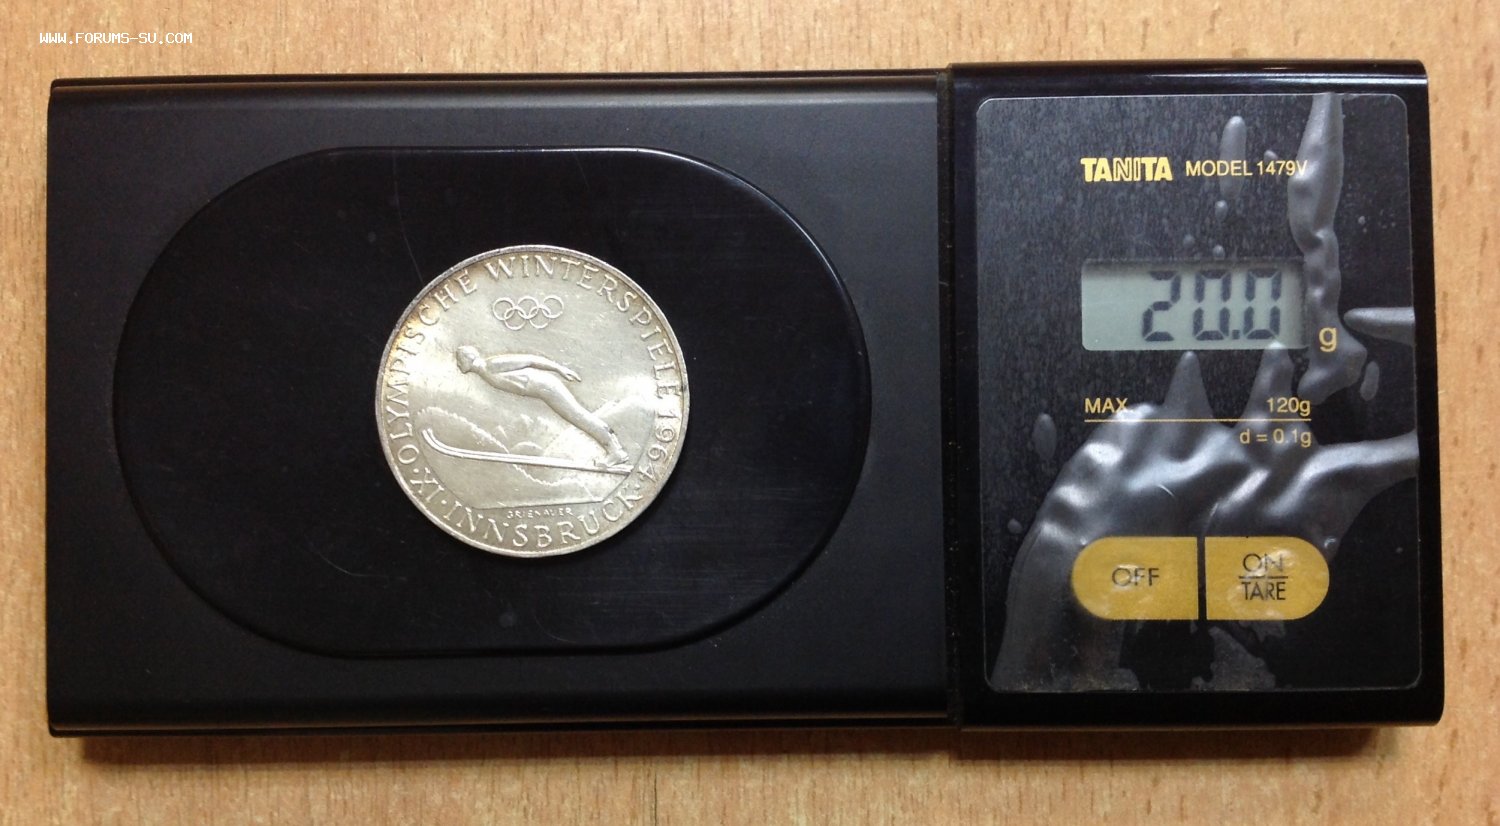 WWW.FORUMS-SU.COM
TANITA MODEL 1479V
20.0 g
MAX 120g
d = 0.1g
OFF
ON
TARE
IX·OLYMPISCHE WINTERSPIELE 1964·
INNSBRUCK
GRIENAUER